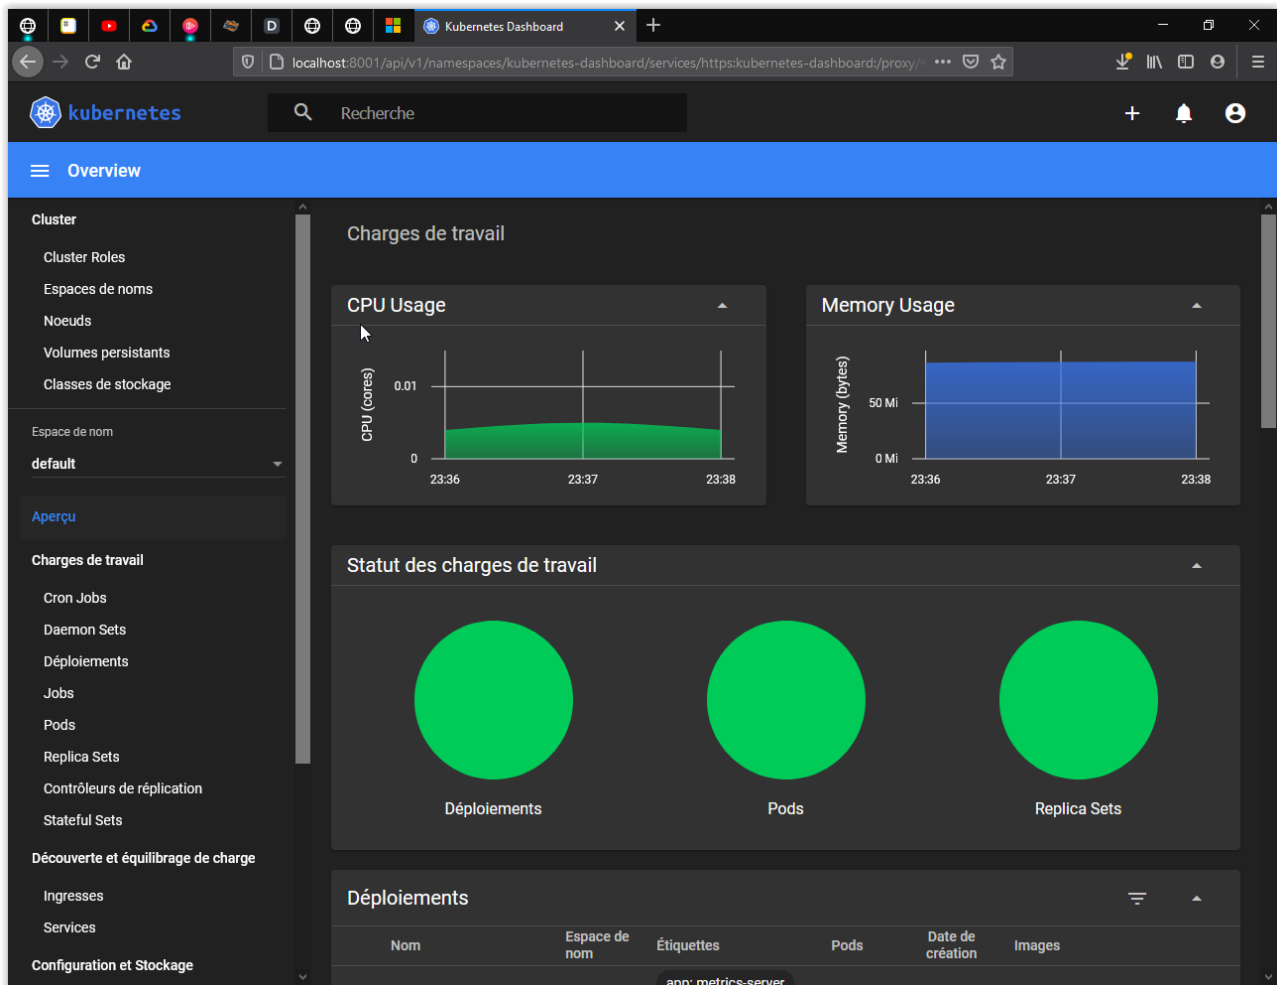 Kubernetes Dashboard
localhost:8001/api/v1/namespaces/kubernetes-dashboard/services/https:kubernetes-dashboard:/proxy/
kubernetes
Recherche
Overview
Cluster
Cluster Roles
Espaces de noms
Noeuds
Volumes persistants
Classes de stockage
Espace de nom
default
Aperçu
Charges de travail
Cron Jobs
Daemon Sets
Déploiements
Jobs
Pods
Replica Sets
Contrôleurs de réplication
Stateful Sets
Découverte et équilibrage de charge
Ingresses
Services
Configuration et Stockage
Charges de travail
CPU Usage
CPU (cores)
0.01
0
23:36 23:37 23:38
Memory Usage
Memory (bytes)
50 Mi
0 Mi
23:36 23:37 23:38
Statut des charges de travail
Déploiements Pods Replica Sets
Déploiements
Nom Espace de nom Étiquettes Pods Date de création Images
app: metrics-server